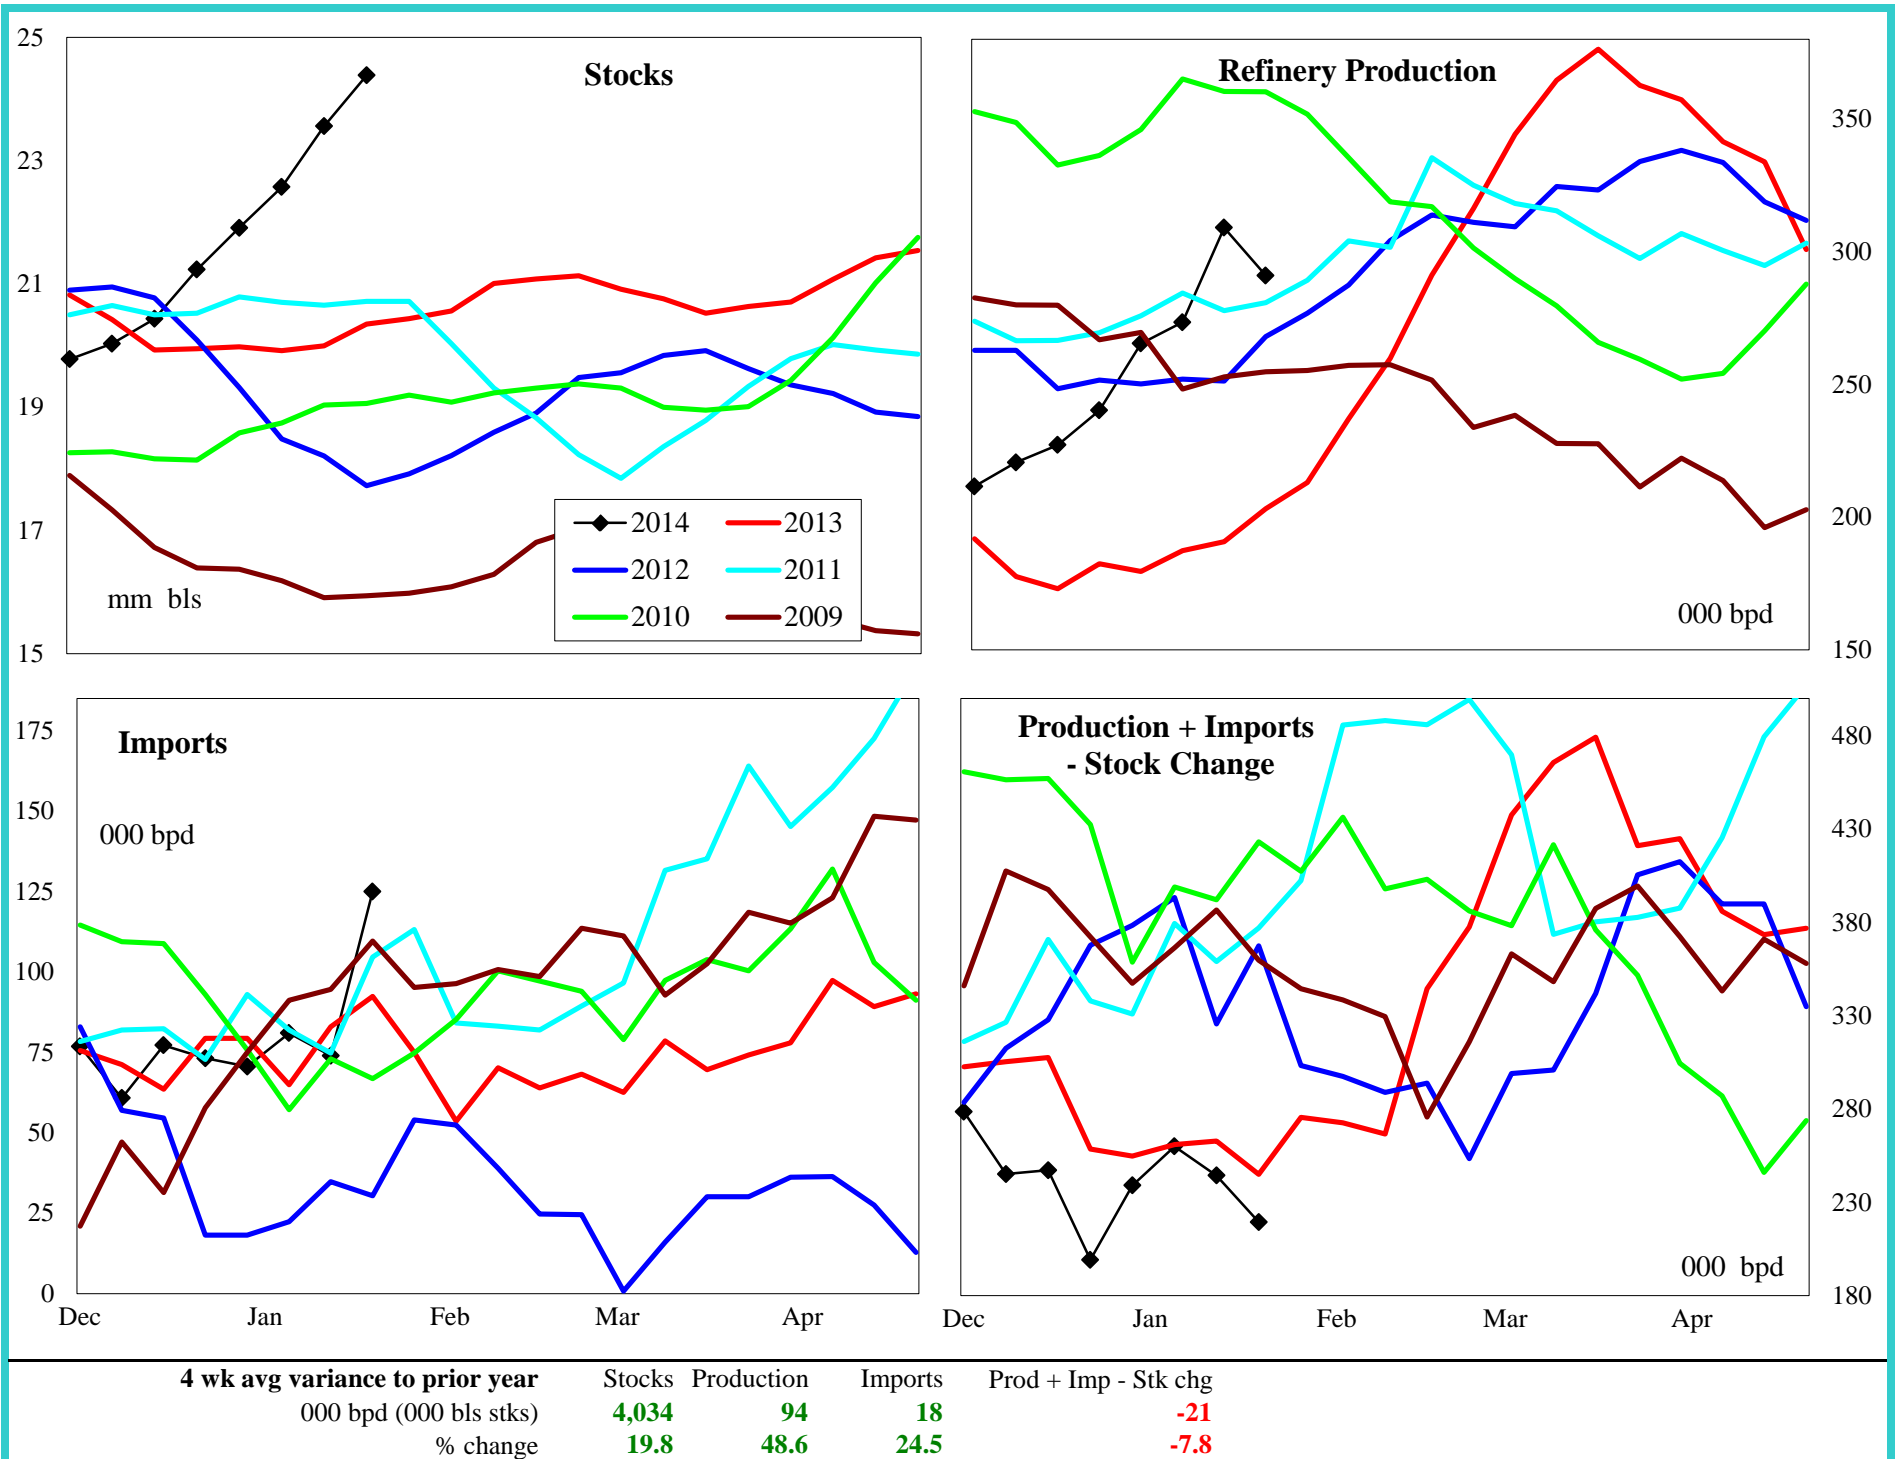 Stocks
25
23
21
19
17
15
mm bls
2014 2013
2012 2011
2010 2009
Refinery Production
350
300
250
200
150
000 bpd
Imports
000 bpd
175
150
125
100
75
50
25
0
Dec Jan Feb Mar Apr
Production + Imports
- Stock Change
480
430
380
330
280
230
180
000 bpd
Dec Jan Feb Mar Apr
4 wk avg variance to prior year Stocks Production Imports Prod + Imp - Stk chg
000 bpd (000 bls stks) 4,034 94 18 -21
% change 19.8 48.6 24.5 -7.8